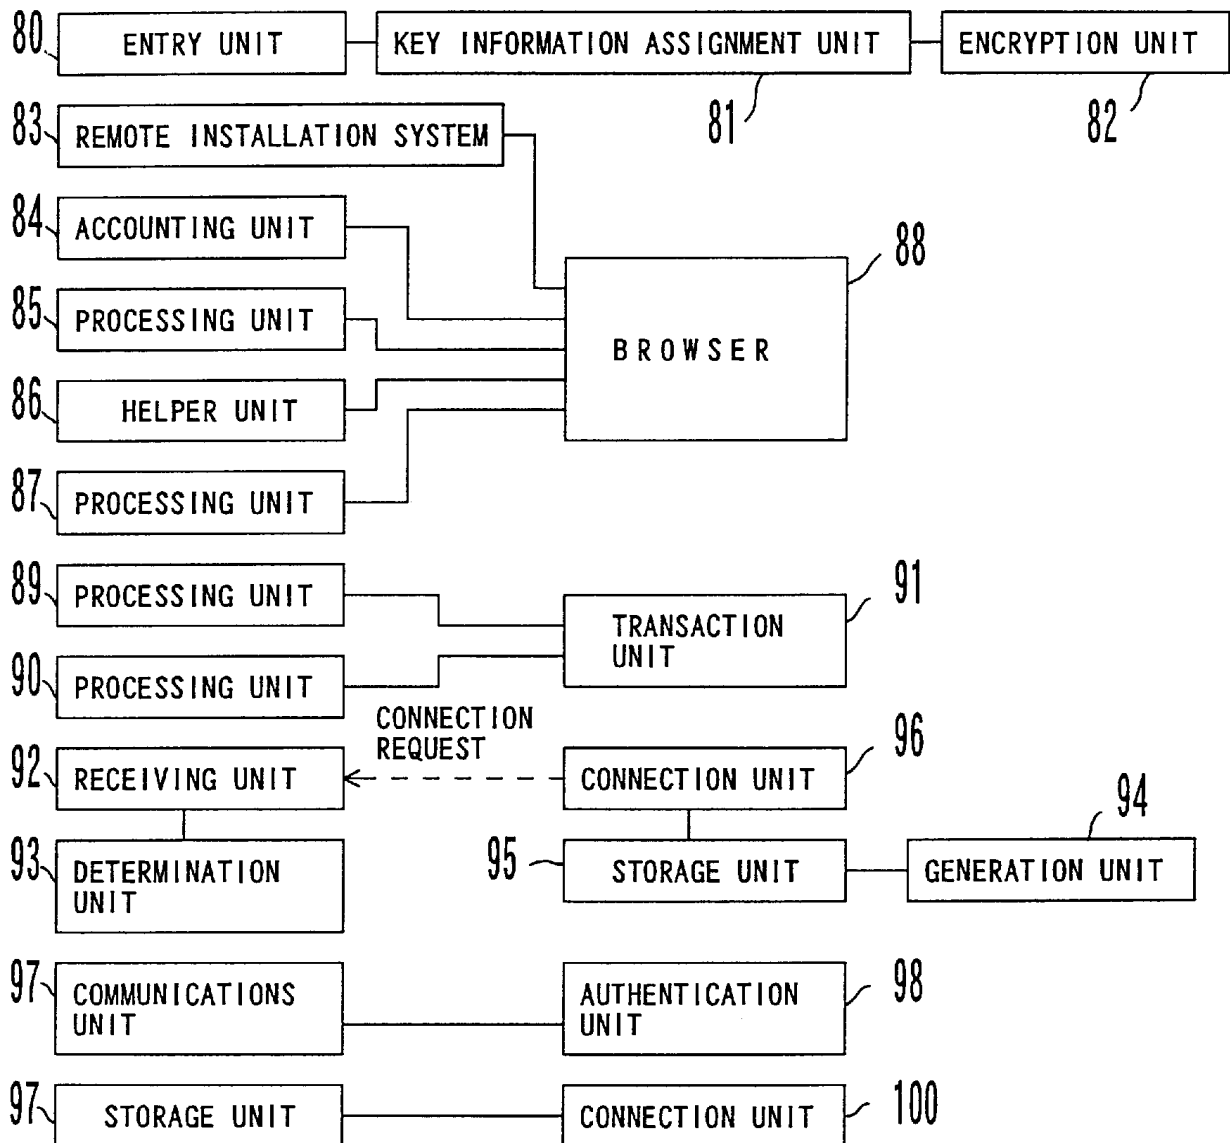 80 ENTRY UNIT KEY INFORMATION ASSIGNMENT UNIT ENCRYPTION UNIT
81 82
83 REMOTE INSTALLATION SYSTEM
84 ACCOUNTING UNIT
88
85 PROCESSING UNIT
BROWSER
86 HELPER UNIT
87 PROCESSING UNIT
89 PROCESSING UNIT
91
TRANSACTION
UNIT
90 PROCESSING UNIT
CONNECTION
REQUEST
92 RECEIVING UNIT CONNECTION UNIT 96
94
93 DETERMINATION
UNIT
95 STORAGE UNIT GENERATION UNIT
97 COMMUNICATIONS
UNIT
AUTHENTICATION
UNIT
98
97 STORAGE UNIT CONNECTION UNIT 100